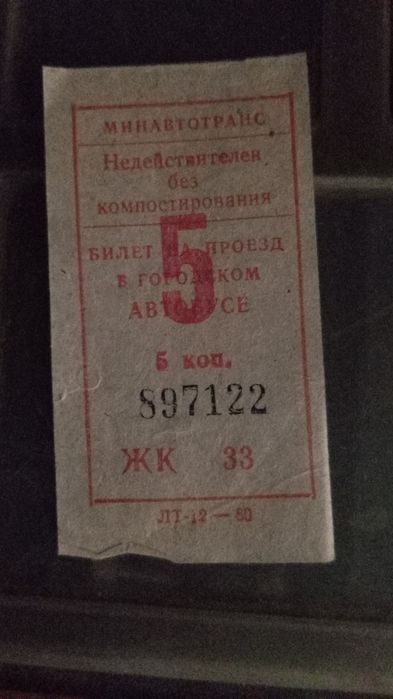 МИНАВТОТРАНС
Недействителен
без
компостирования
БИЛЕТ НА ПРОЕЗД
В ГОРОДСКОМ
АВТОБУСЕ
5
5 коп.
897122
ЖК 33
ЛТ-12 — 80